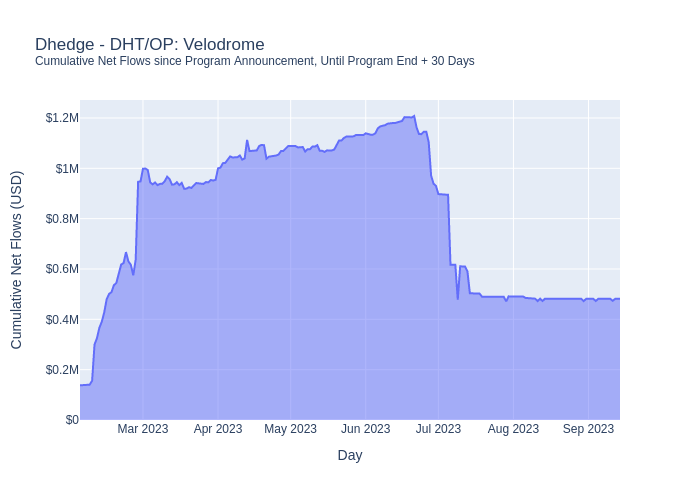 Dhedge - DHT/OP: Velodrome
Cumulative Net Flows since Program Announcement, Until Program End + 30 Days
Cumulative Net Flows (USD)
$1.2M
$1M
$0.8M
$0.6M
$0.4M
$0.2M
$0
Mar 2023 Apr 2023 May 2023 Jun 2023 Jul 2023 Aug 2023 Sep 2023
Day